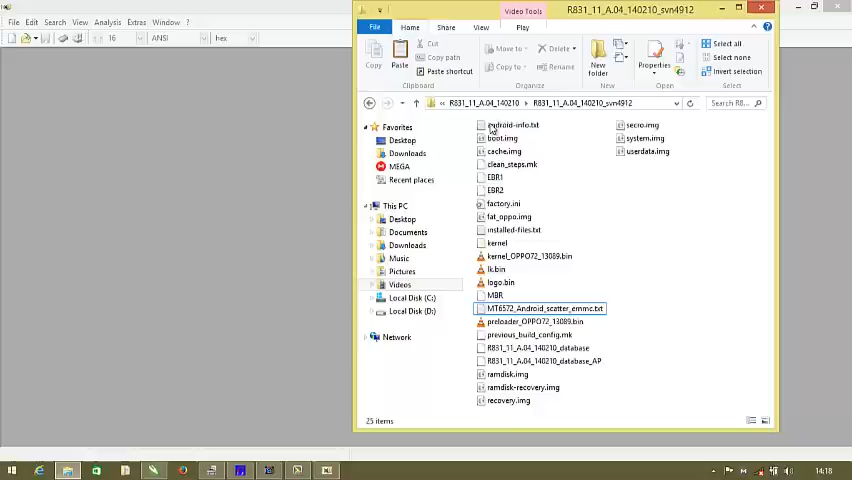 Video Tools
R831_11_A.04_140210_svn4912
File Edit Search View Analysis Extras Window ?
16 ANSI hex
File Home Share View Play
Copy
Paste
Cut
Copy path
Paste shortcut
Clipboard
Move to
Copy to
Delete
Rename
Organize
New folder
New
Properties
Open
Select all
Select none
Invert selection
Select
« R831_11_A.04_140210 R831_11_A.04_140210_svn4912
Search R8...
Favorites
Desktop
Downloads
MEGA
Recent places
This PC
Desktop
Documents
Downloads
Music
Pictures
Videos
Local Disk (C:)
Local Disk (D:)
Network
android-info.txt
boot.img
cache.img
clean_steps.mk
EBR1
EBR2
factory.ini
fat_oppo.img
installed-files.txt
kernel
kernel_OPPO72_13089.bin
lk.bin
logo.bin
MBR
MT6572_Android_scatter_emmc.txt
preloader_OPPO72_13089.bin
previous_build_config.mk
R831_11_A.04_140210_database
R831_11_A.04_140210_database_AP
ramdisk.img
ramdisk-recovery.img
recovery.img
secro.img
system.img
userdata.img
25 items
14:18